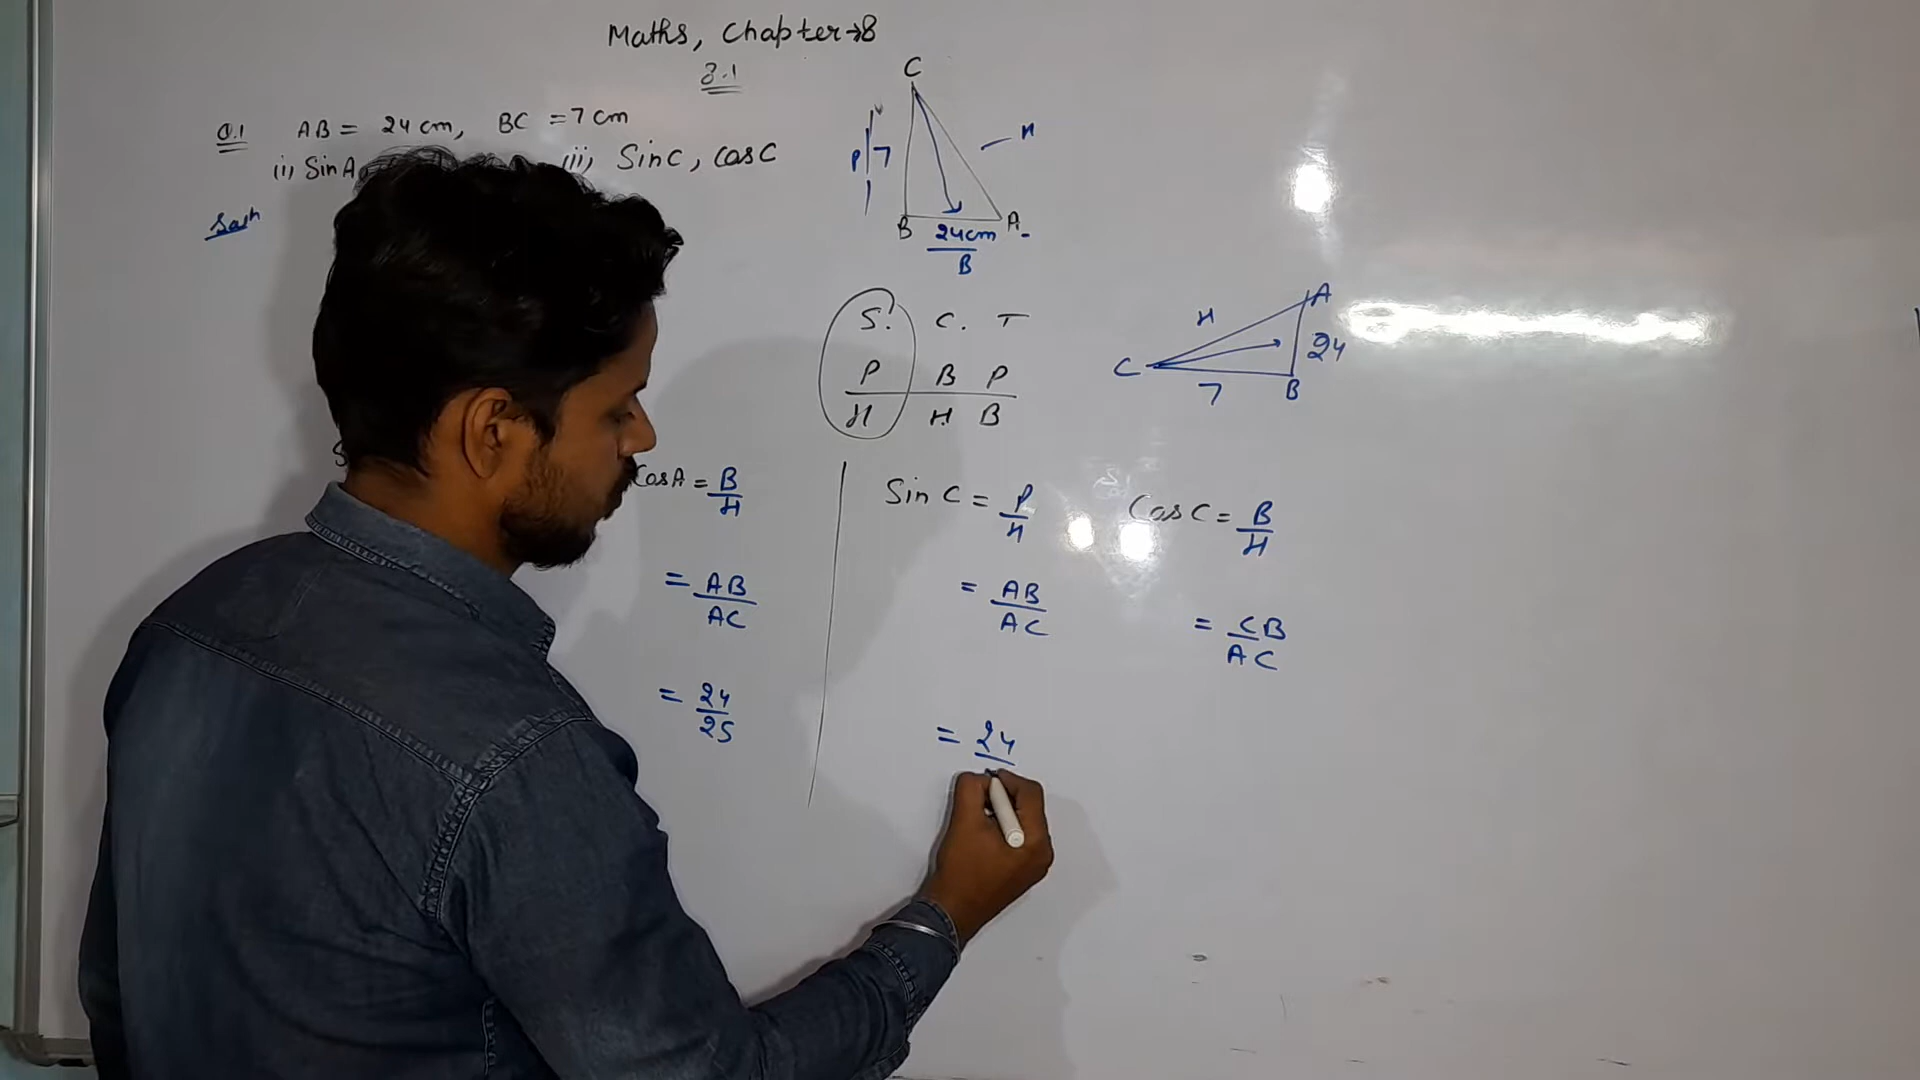 Maths, Chapter→8
8.1
Q.1 AB = 24 cm, BC = 7 cm
(i) Sin A (ii) Sin C, Cos C
Soln
C
P 7 H
B A
24cm
B
S. C. T
P B P
H H B
A
H
24
C
7 B
Cos A = B/H
= AB/AC
= 24/25
Sin C = P/H
= AB/AC
= 24
Cos C = B/H
= CB/AC